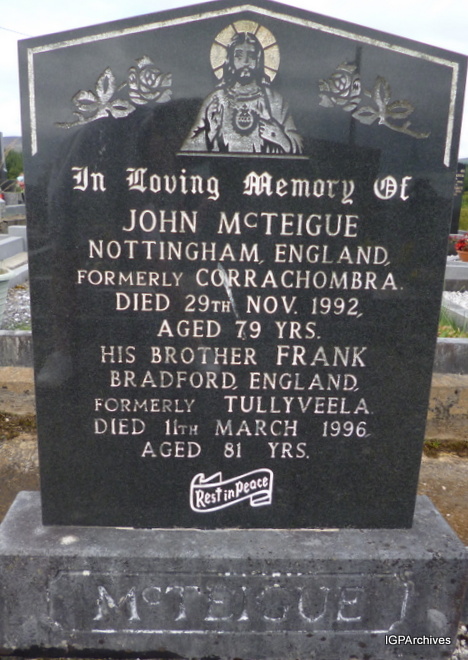 In Loving Memory Of
JOHN McTEIGUE
NOTTINGHAM, ENGLAND,
FORMERLY CORRACHOMBRA.
DIED 29TH NOV. 1992,
AGED 79 YRS.
HIS BROTHER FRANK
BRADFORD, ENGLAND,
FORMERLY TULLYVEELA.
DIED 11TH MARCH 1996,
AGED 81 YRS.
Rest in Peace
McTEIGUE
IGPArchives